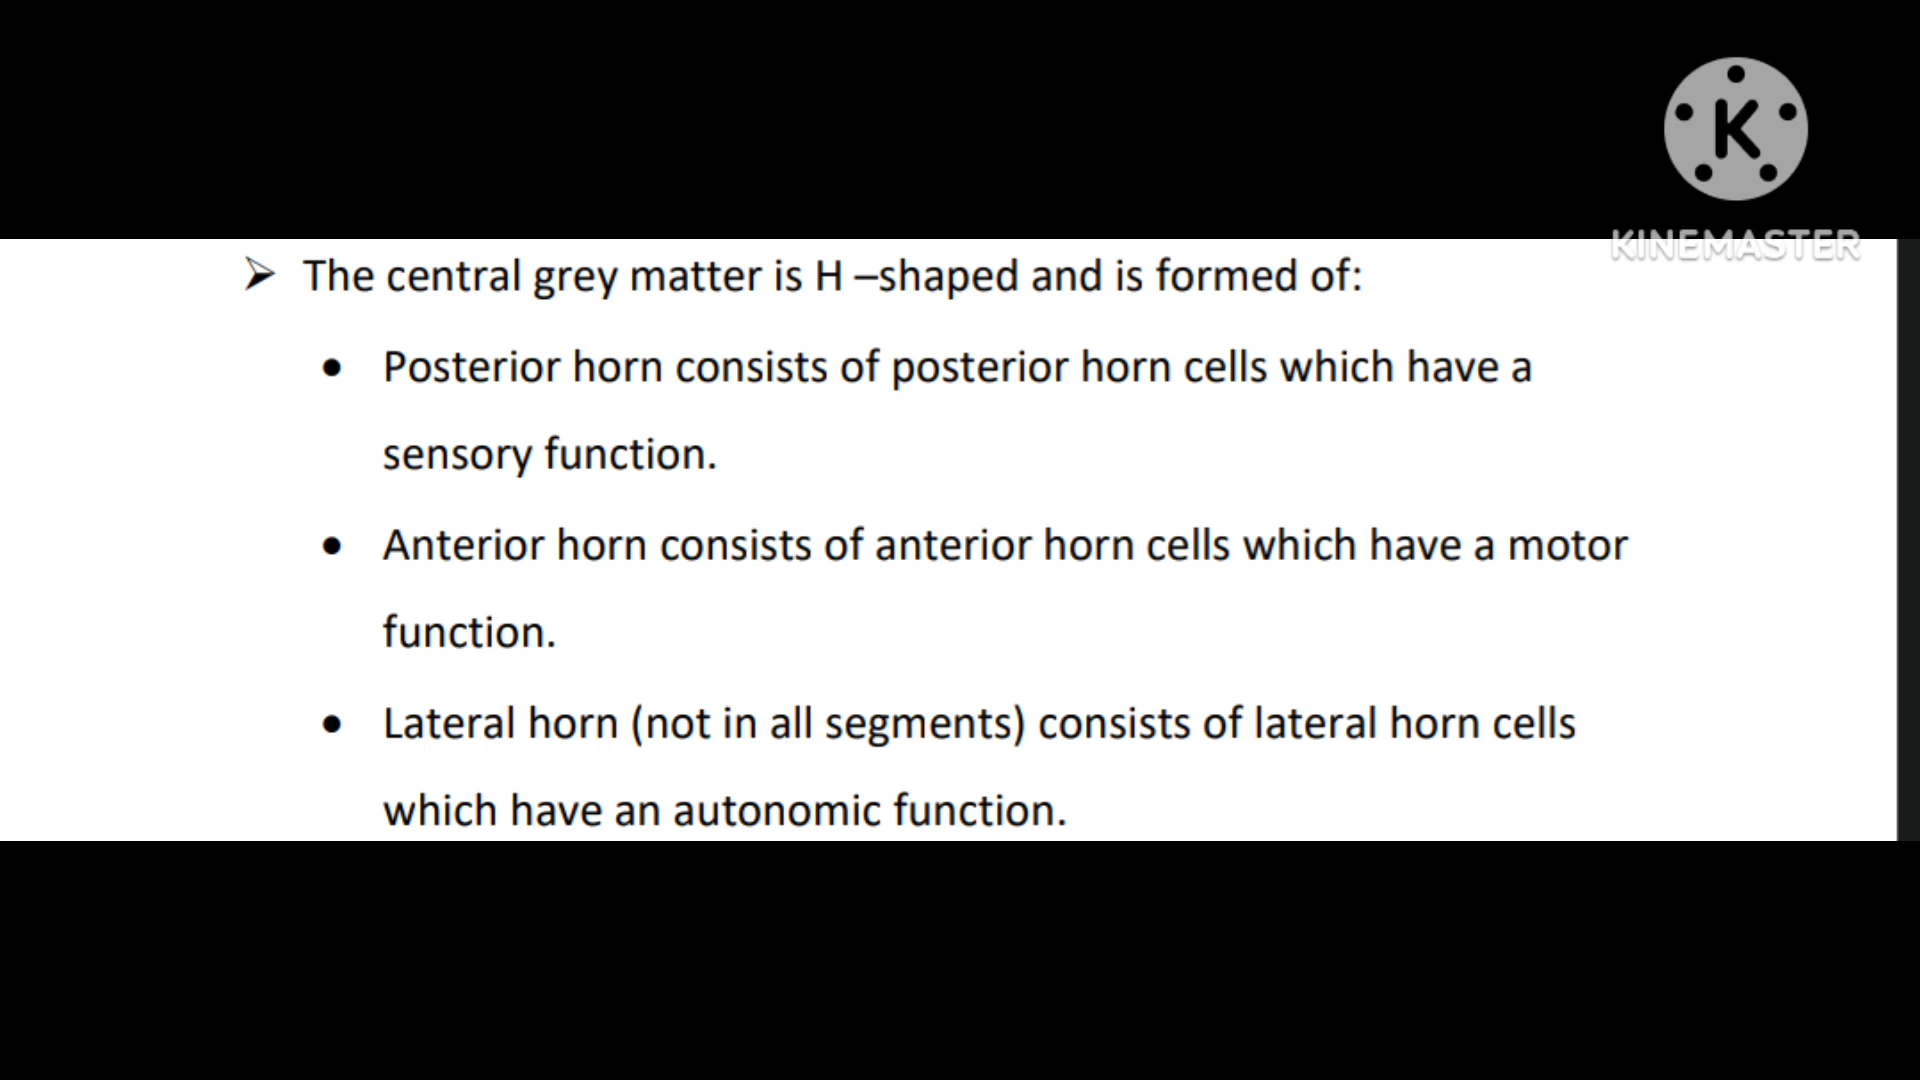 K
KINEMASTER
➢ The central grey matter is H –shaped and is formed of:
• Posterior horn consists of posterior horn cells which have a
sensory function.
• Anterior horn consists of anterior horn cells which have a motor
function.
• Lateral horn (not in all segments) consists of lateral horn cells
which have an autonomic function.